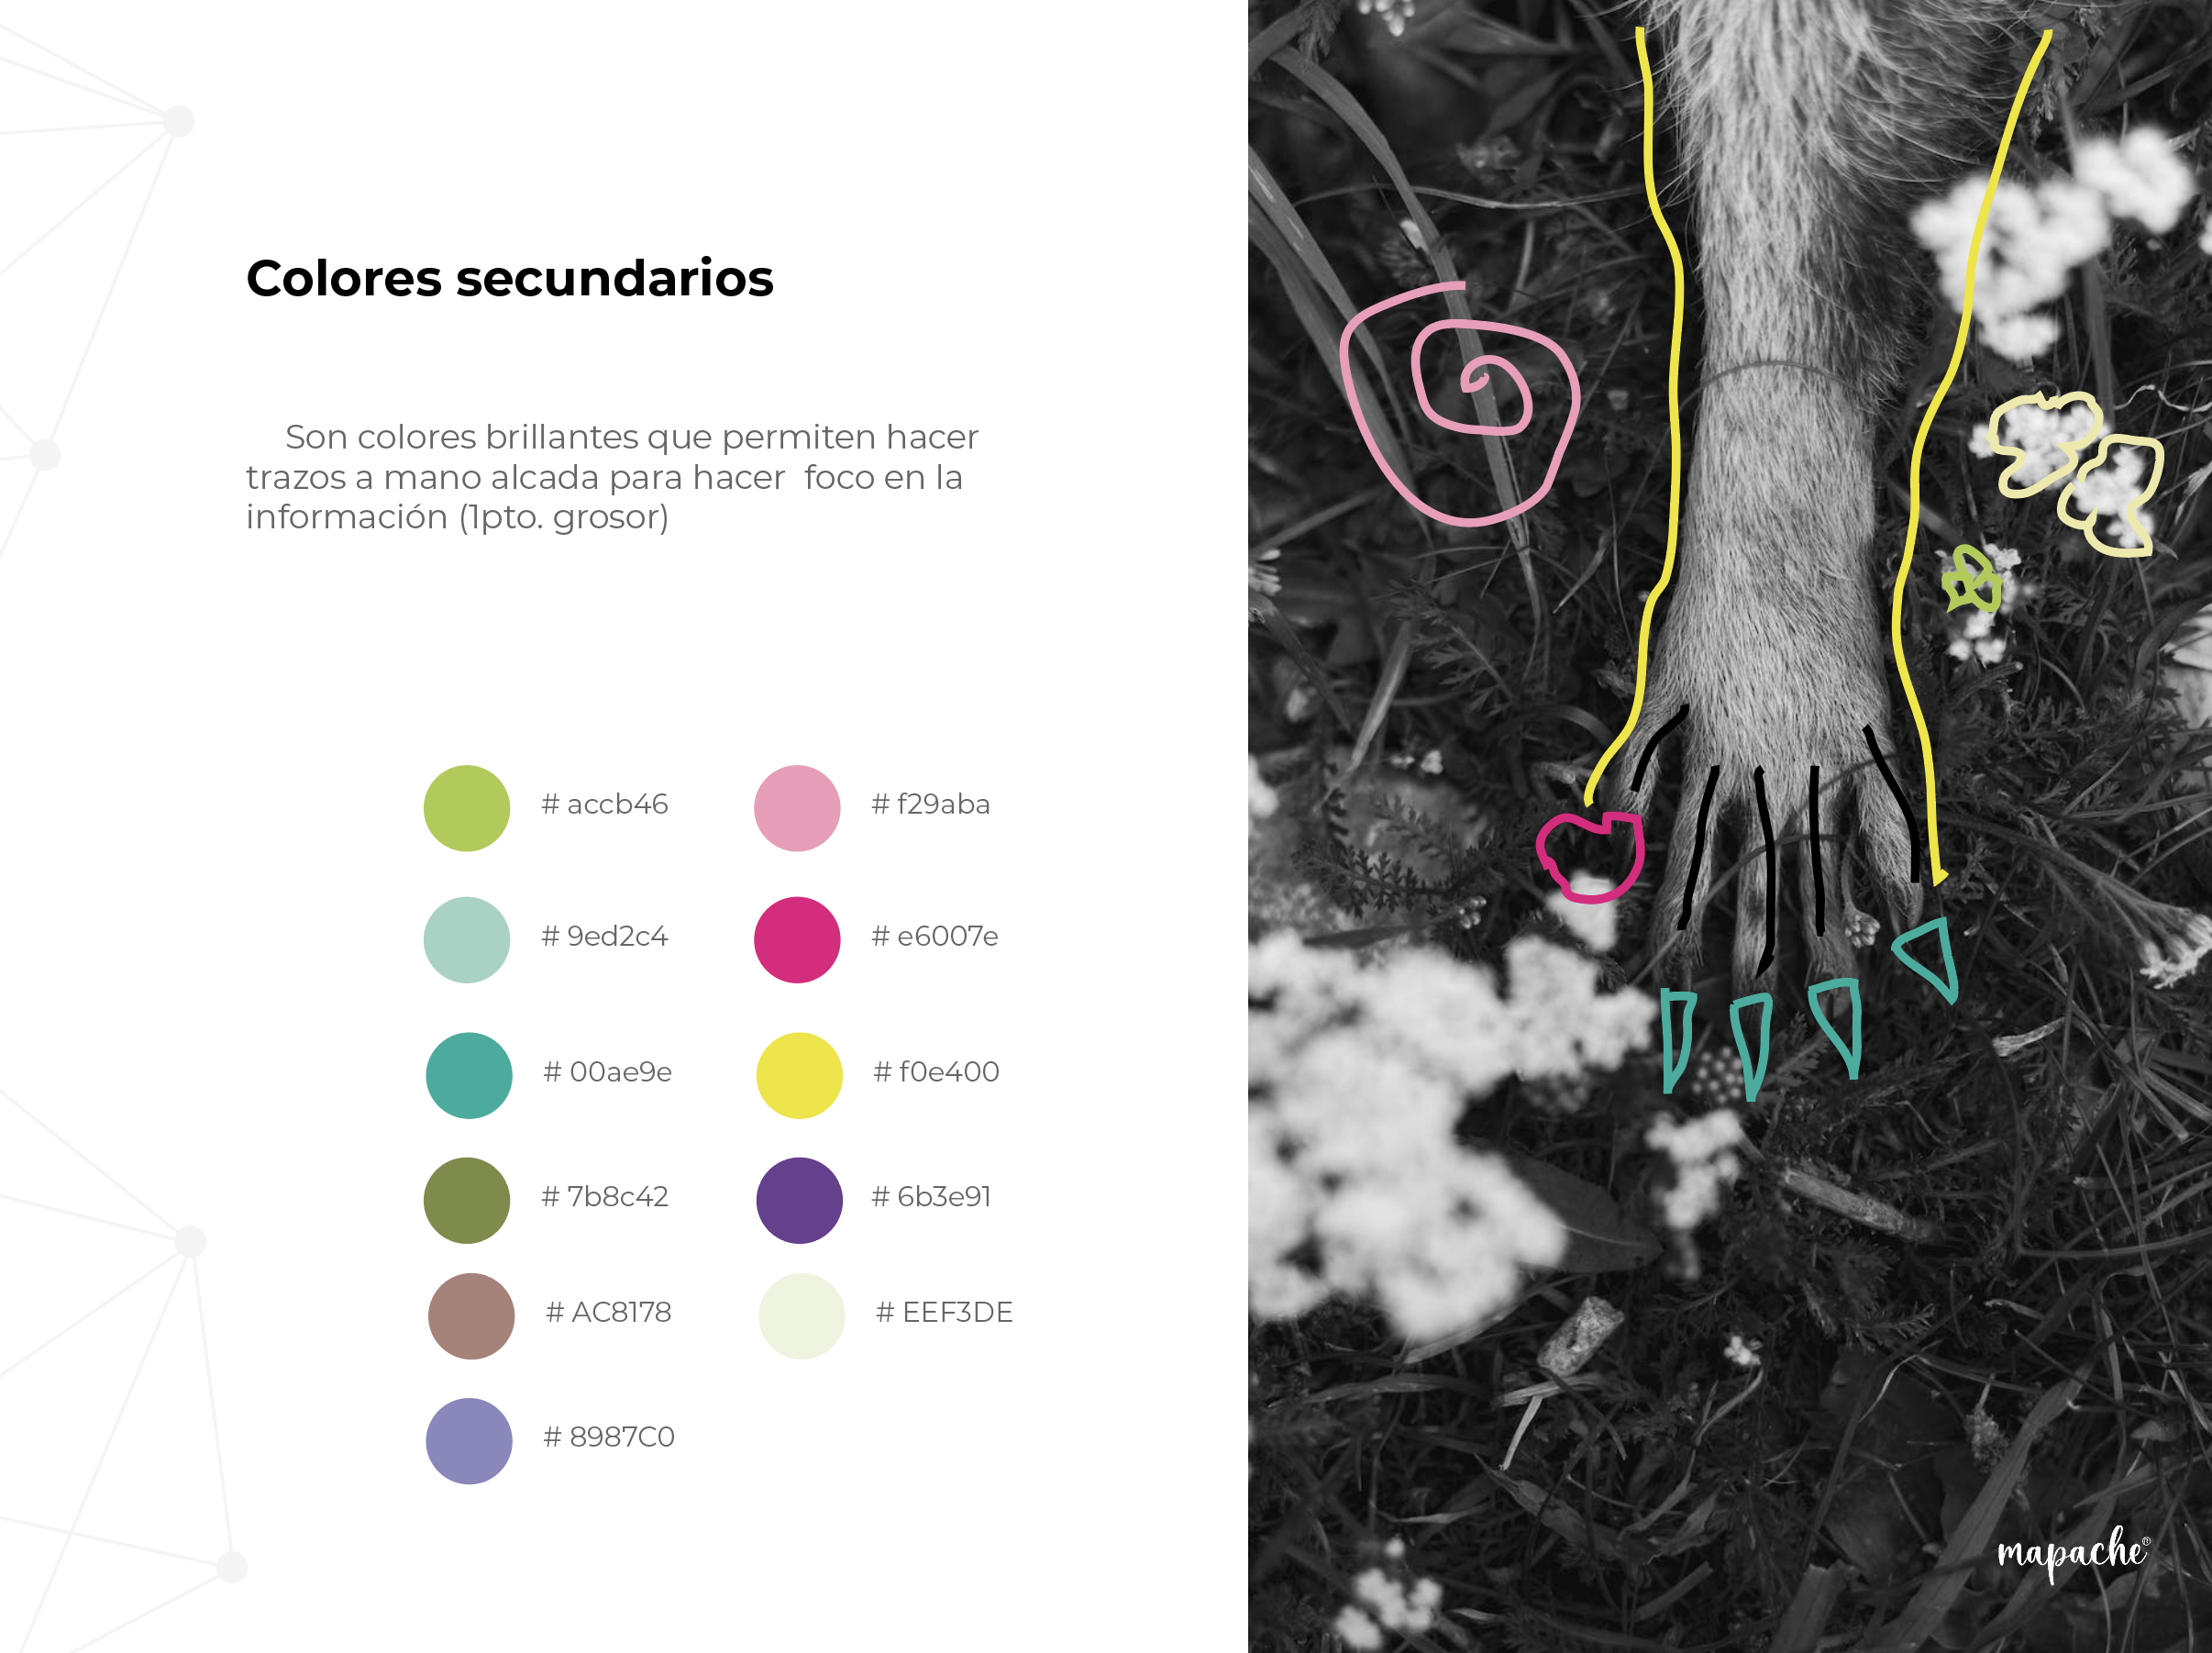 Colores secundarios
Son colores brillantes que permiten hacer
trazos a mano alcada para hacer  foco en la
información (1pto. grosor)
# accb46
# f29aba
# 9ed2c4
# e6007e
# 00ae9e
# f0e400
# 7b8c42
# 6b3e91
# AC8178
# EEF3DE
# 8987C0
mapache®